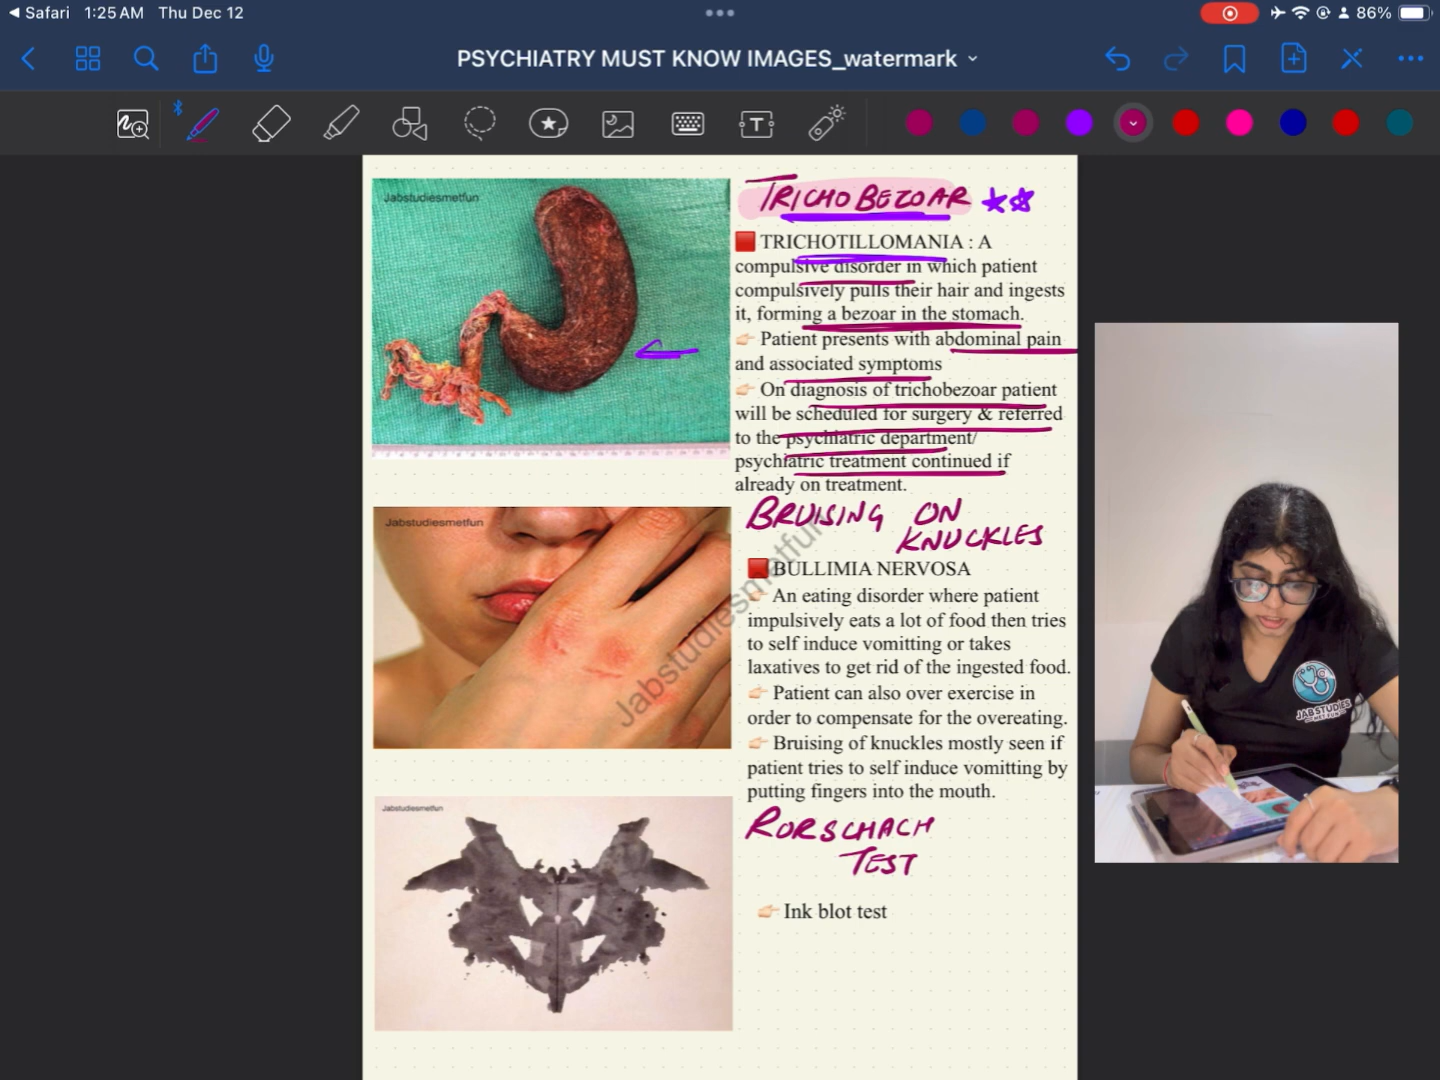 Safari 1:25 AM Thu Dec 12
86%
PSYCHIATRY MUST KNOW IMAGES_watermark
T
Jabstudiesmetfun
TRICHOBEZOAR
TRICHOTILLOMANIA : A
compulsive disorder in which patient
compulsively pulls their hair and ingests
it, forming a bezoar in the stomach.
Patient presents with abdominal pain
and associated symptoms
On diagnosis of trichobezoar patient
will be scheduled for surgery & referred
to the psychiatric department/
psychiatric treatment continued if
already on treatment.
Jabstudiesmetfun
BRUISING ON
KNUCKLES
BULLIMIA NERVOSA
An eating disorder where patient
impulsively eats a lot of food then tries
to self induce vomitting or takes
laxatives to get rid of the ingested food.
Patient can also over exercise in
order to compensate for the overeating.
Bruising of knuckles mostly seen if
patient tries to self induce vomitting by
putting fingers into the mouth.
Jabstudiesmetfun
Jabstudiesmetfun
RORSCHACH
TEST
Ink blot test
JAB STUDIES
MET FUN